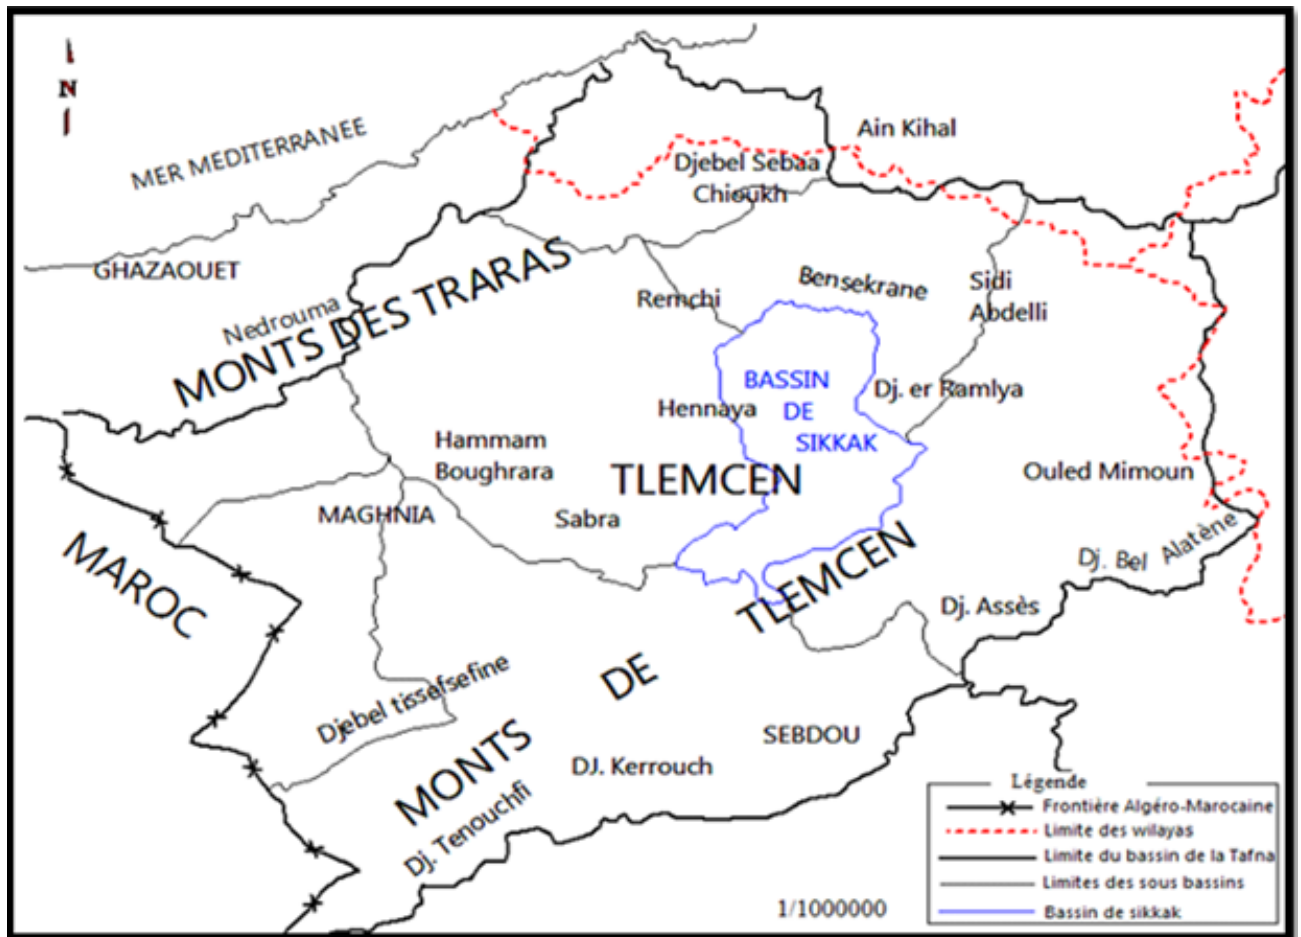 N
MER MEDITERRANEE
Ain Kihal
Djebel Sebaa
Chioukh
GHAZAOUET
Nedrouma
MONTS DES TRARAS
Remchi
Bensekrane
Sidi
Abdelli
BASSIN
DE
SIKKAK
Dj. er Ramlya
Hennaya
Hammam
Boughrara
TLEMCEN
Ouled Mimoun
MAGHNIA
Sabra
MAROC
Dj. Bel Alatène
TLEMCEN
Dj. Assès
DE
Djebel tissefsefine
MONTS
SEBDOU
DJ. Kerrouch
Dj. Tenouchfi
Légende
Frontière Algéro-Marocaine
Limite des wilayas
Limite du bassin de la Tafna
Limites des sous bassins
Bassin de sikkak
1/1000000